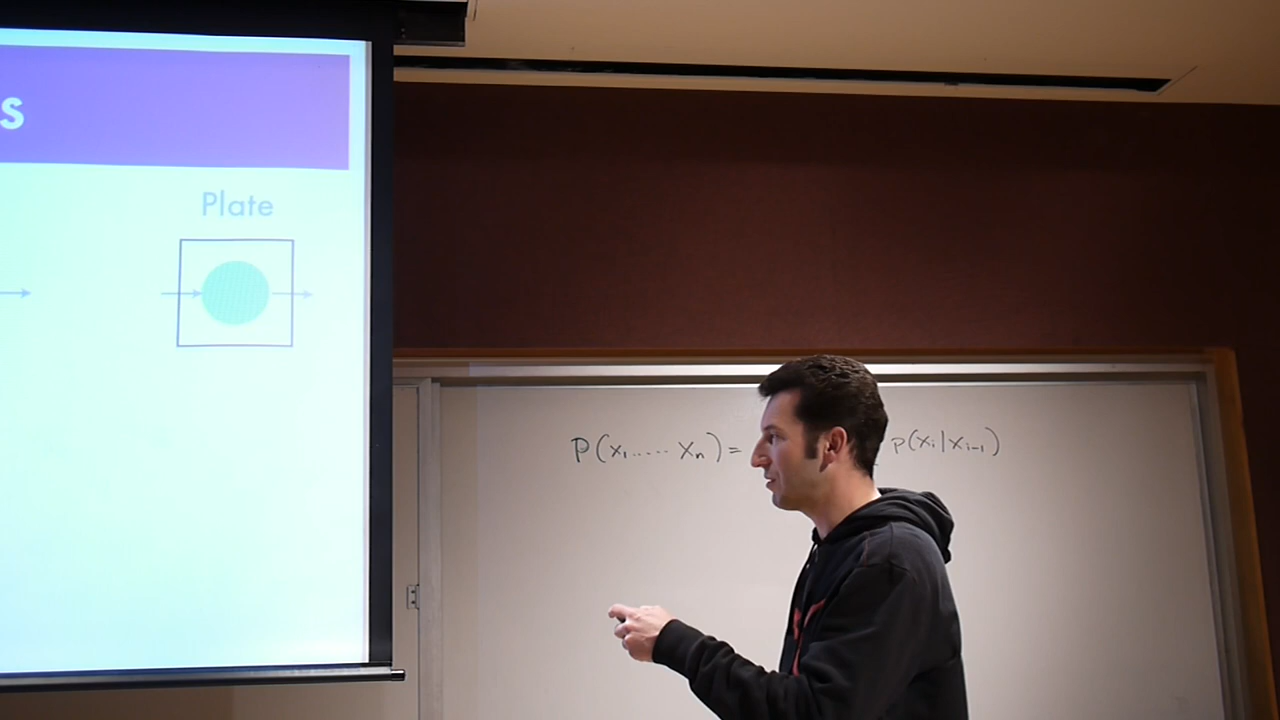 s
Plate
P(x₁..... xₙ) =
p(xᵢ|xᵢ₋₁)